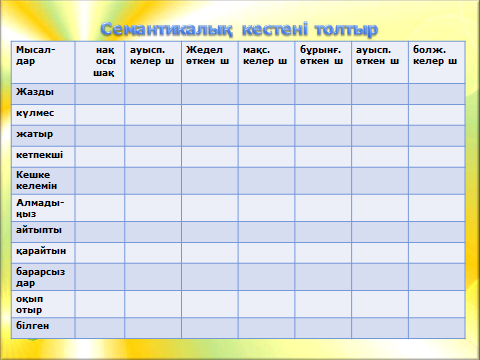 Семантикалық кестені толтыр
Мысал-
дар
нақ
осы
шақ
ауысп.
келер ш
Жедел
өткен ш
мақс.
келер ш
бұрынғ.
өткен ш
ауысп.
өткен ш
болж.
келер ш
Жазды
күлмес
жатыр
кетпекші
Кешке
келемін
Алмады-
ңыз
айтыпты
қарайтын
барарсыз
дар
оқып
отыр
білген